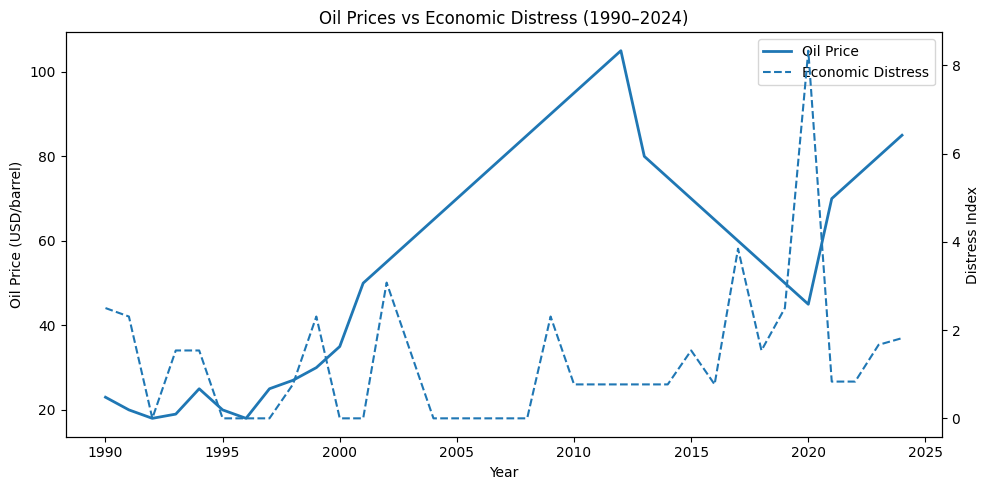 Oil Prices vs Economic Distress (1990–2024)
Oil Price
Economic Distress
Oil Price (USD/barrel)
100
80
60
40
20
8
6
4
2
0
Distress Index
1990 1995 2000 2005 2010 2015 2020 2025
Year